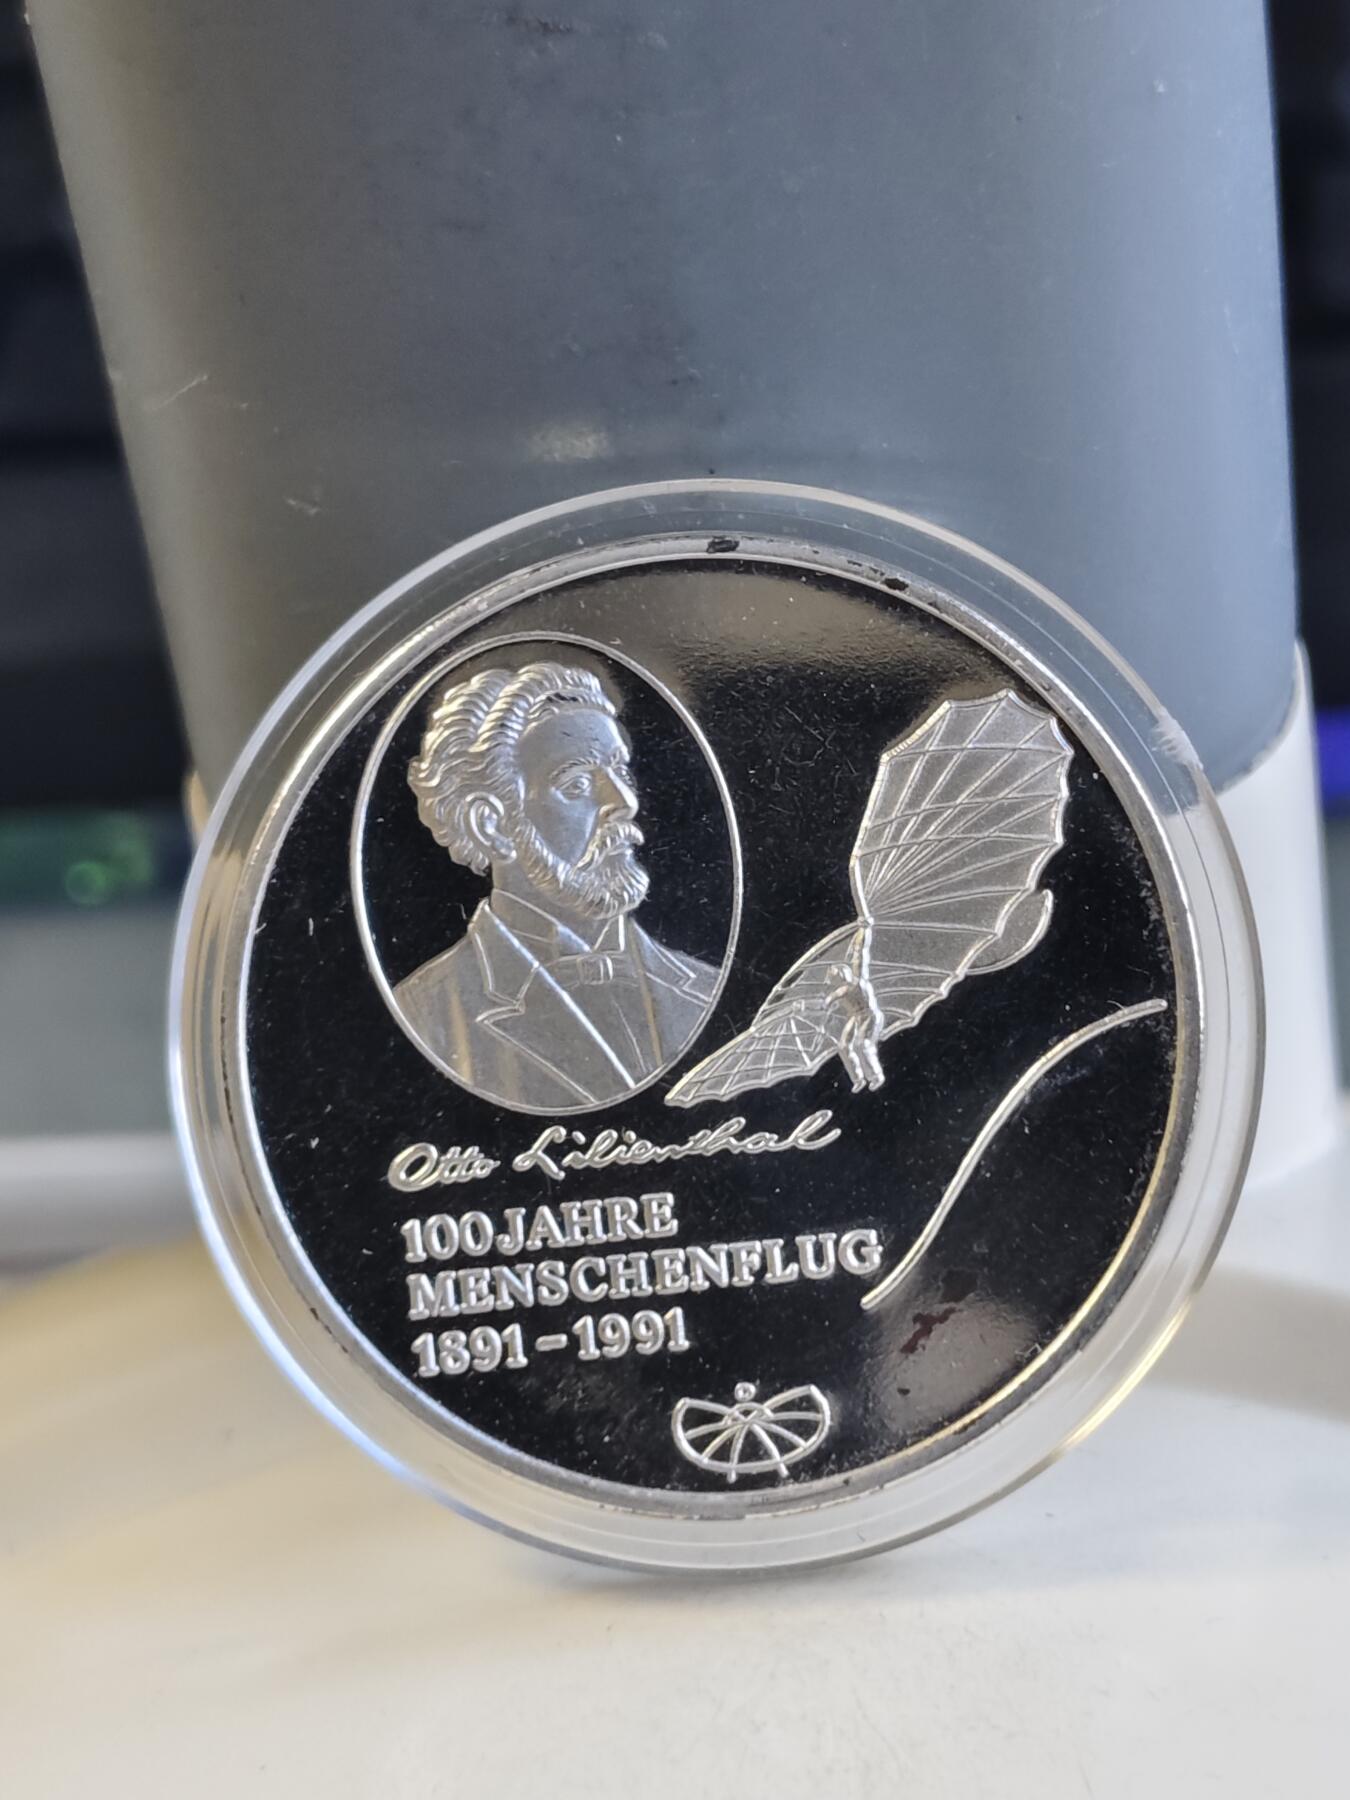 Otto Lilienthal
100 JAHRE
MENSCHENFLUG
1891-1991